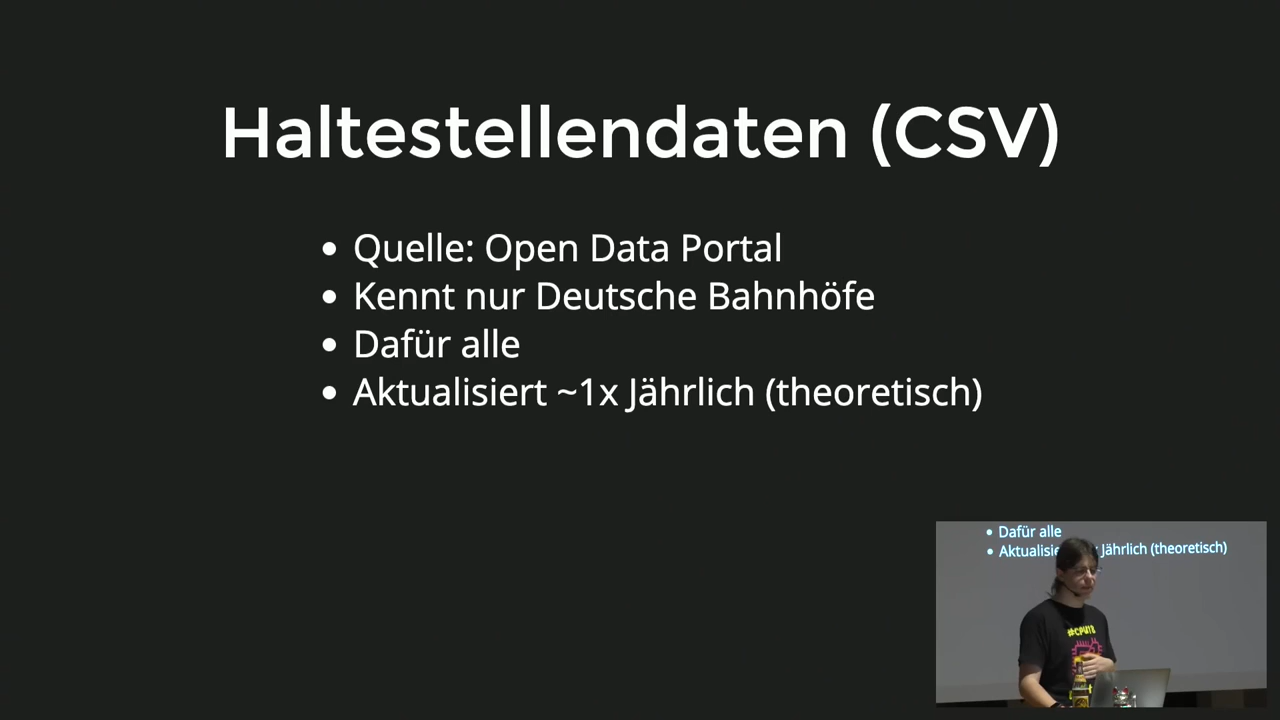 Haltestellendaten (CSV)
Quelle: Open Data Portal
Kennt nur Deutsche Bahnhöfe
Dafür alle
Aktualisiert ~1x Jährlich (theoretisch)
Dafür alle
Jährlich (theoretisch)